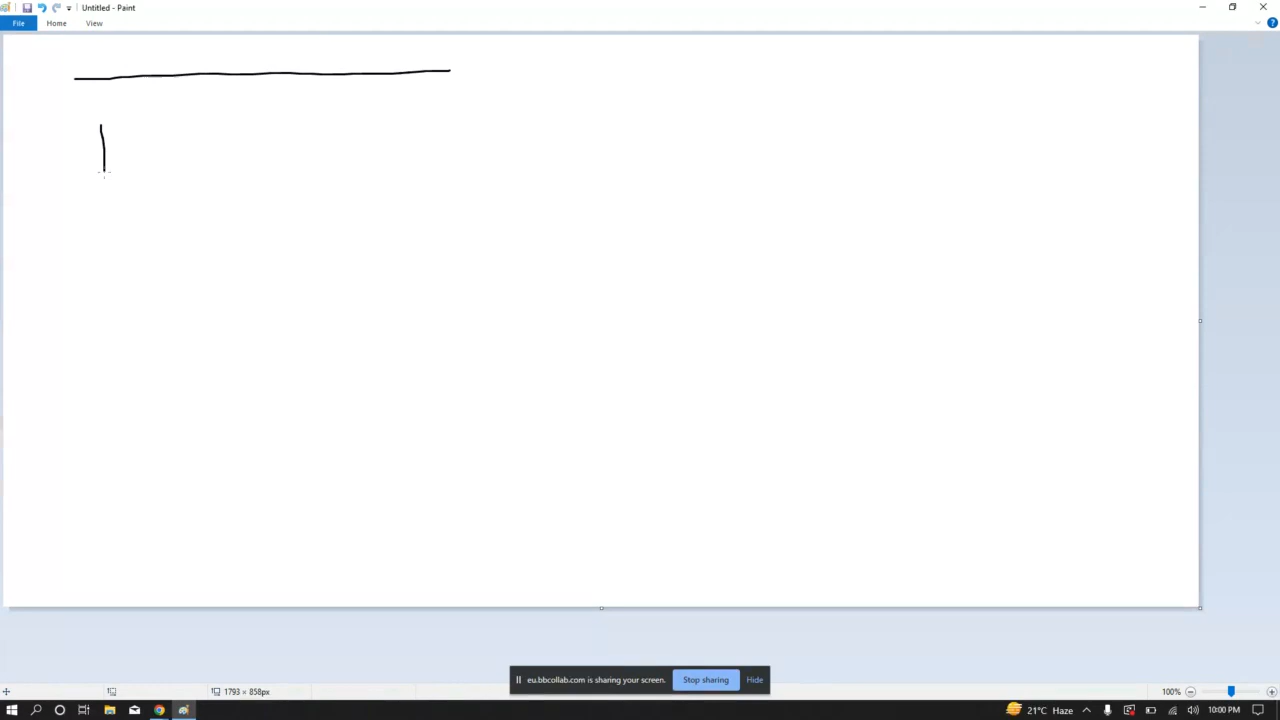 Untitled - Paint
File Home View
eu.bbcollab.com is sharing your screen. Stop sharing Hide
1793 × 858px 100%
21°C Haze 10:00 PM